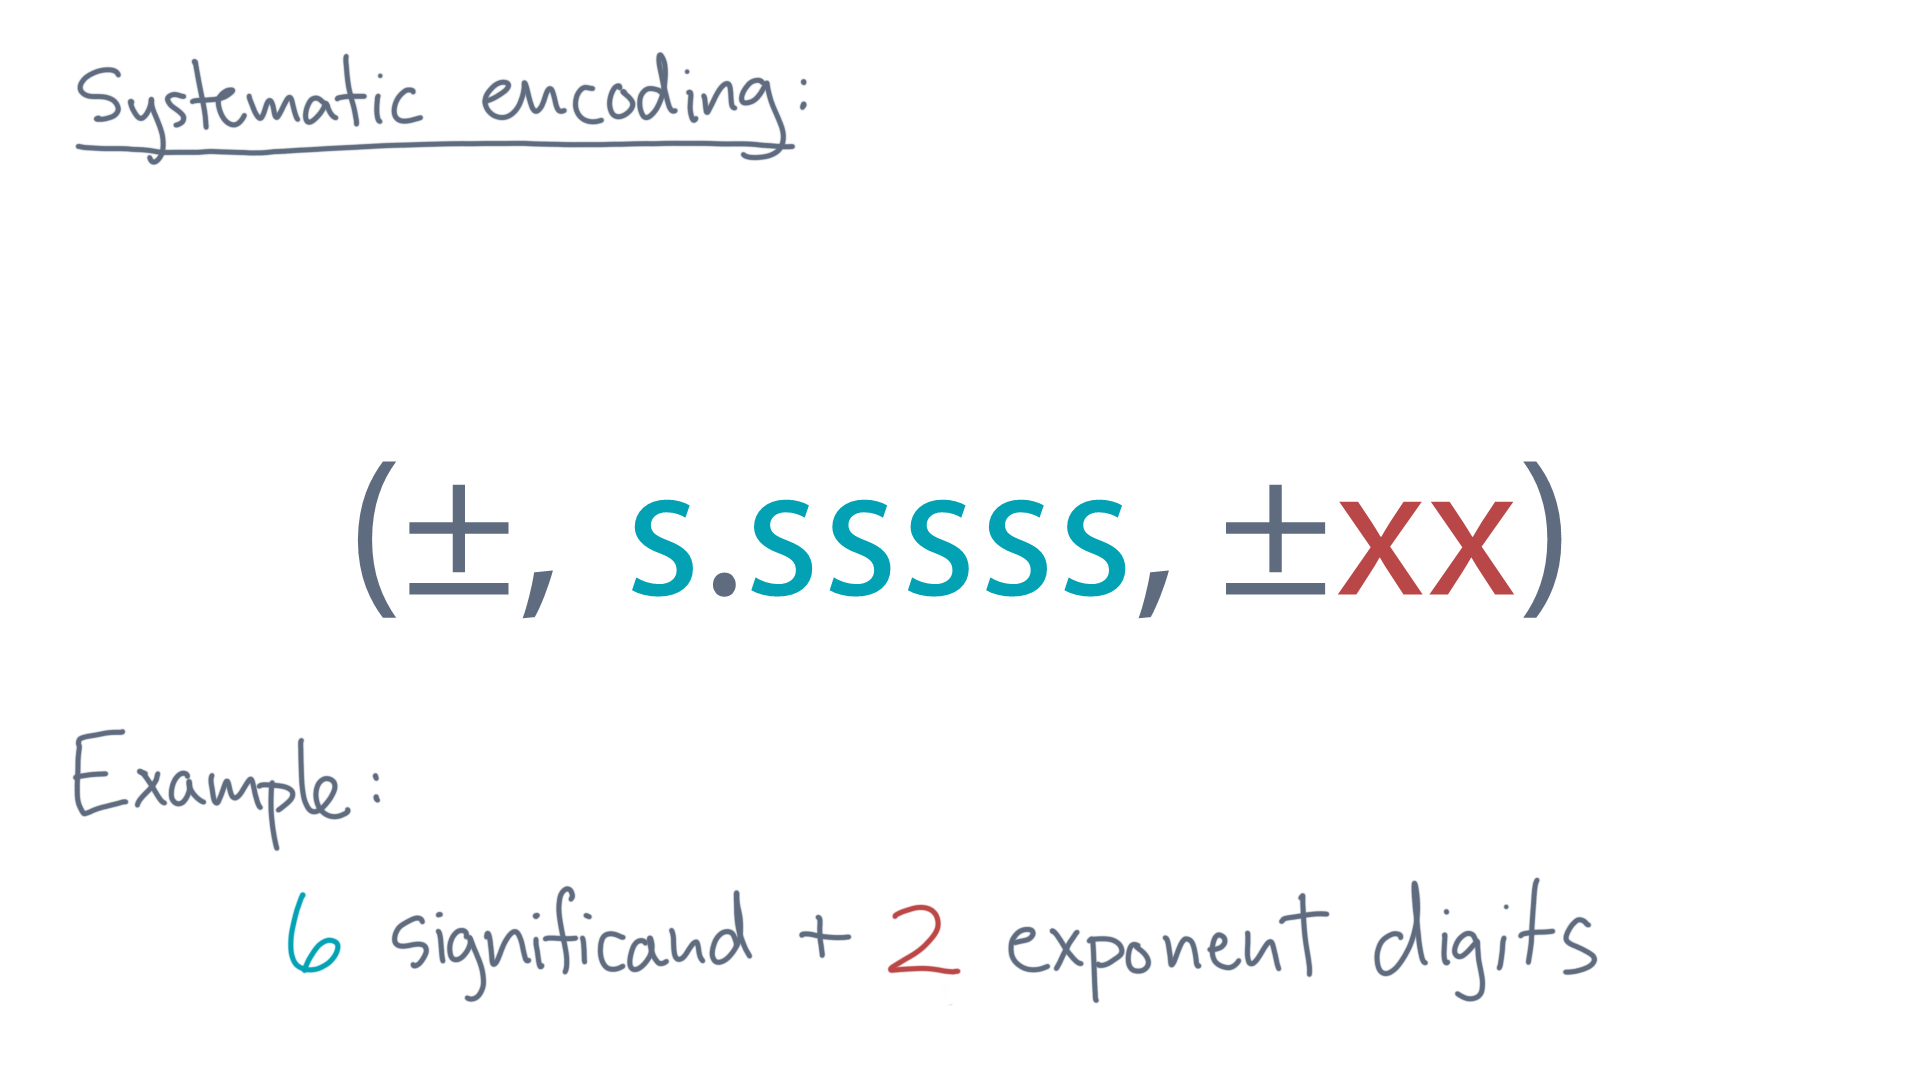 Systematic encoding:
(±, s.sssss, ±xx)
Example:
6 significand + 2 exponent digits